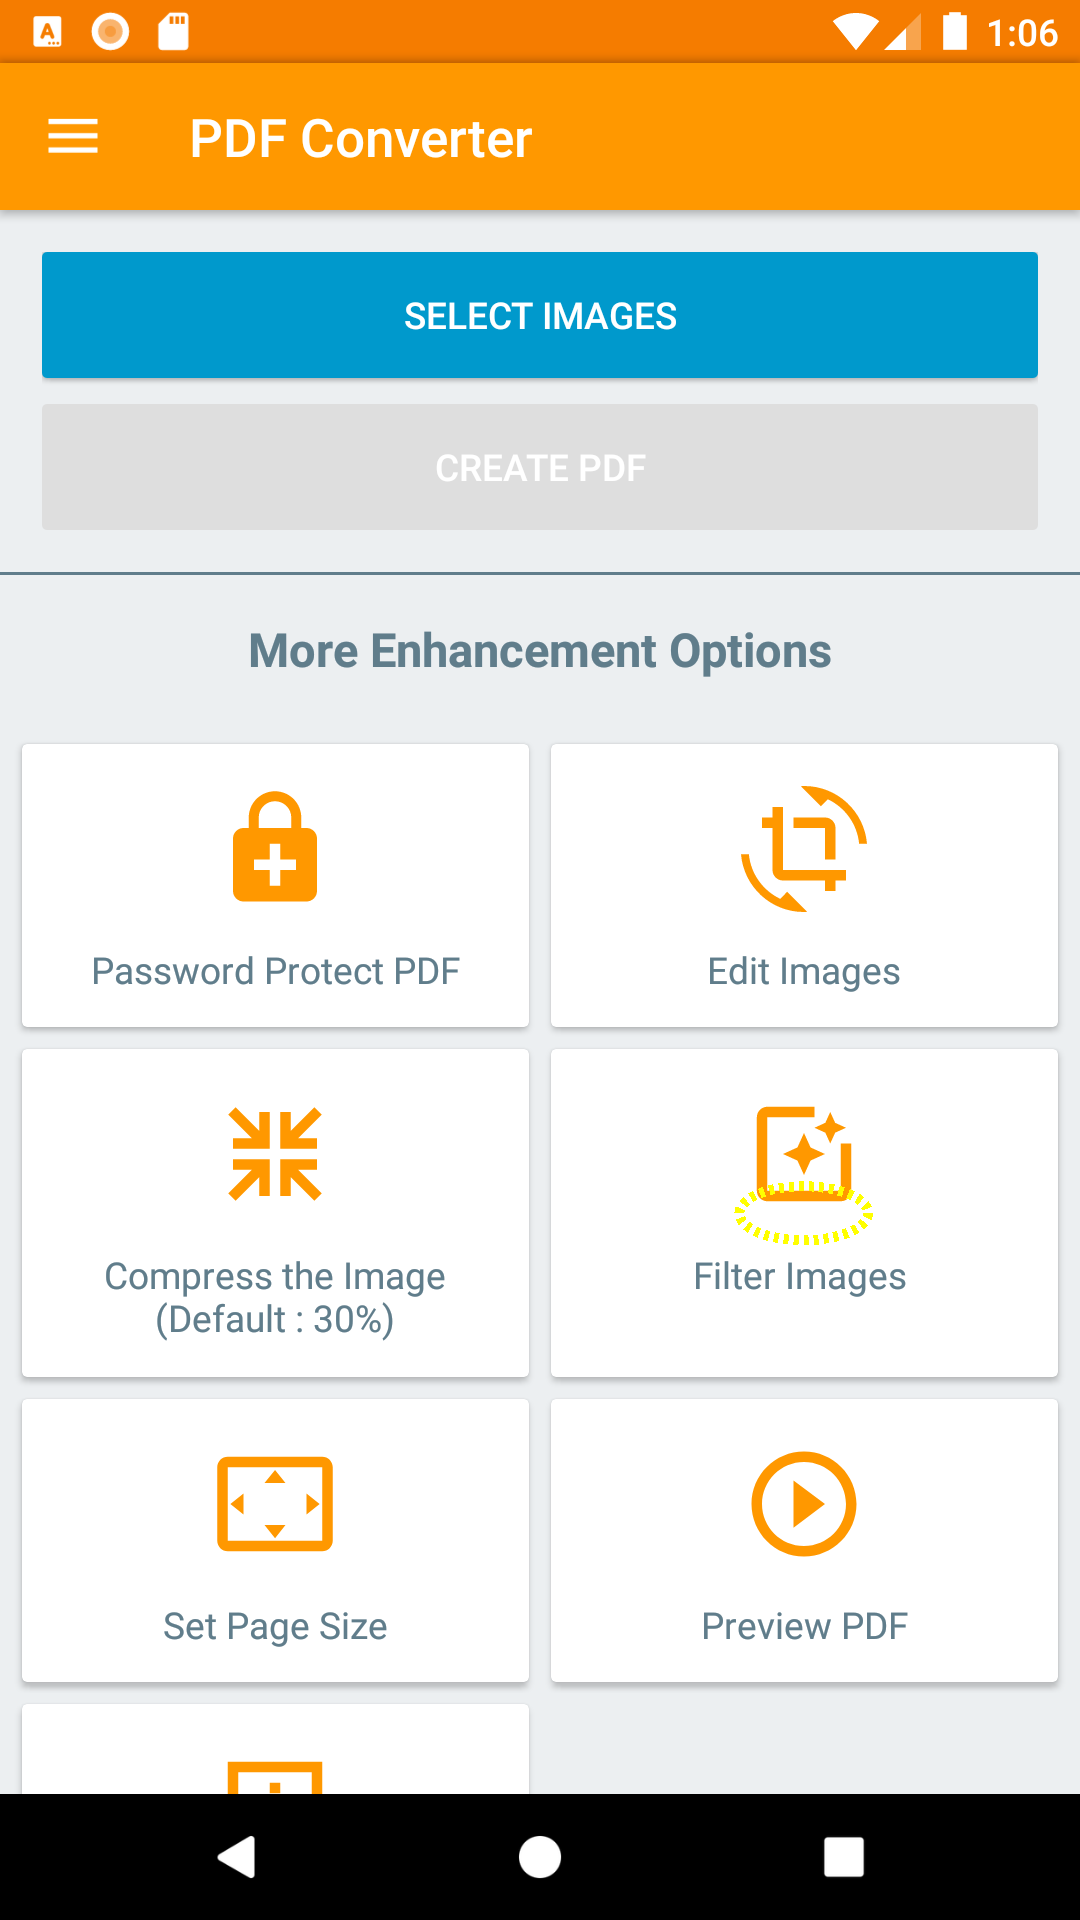 1:06
PDF Converter
SELECT IMAGES
CREATE PDF
More Enhancement Options
Password Protect PDF
Edit Images
Compress the Image
(Default : 30%)
Filter Images
Set Page Size
Preview PDF